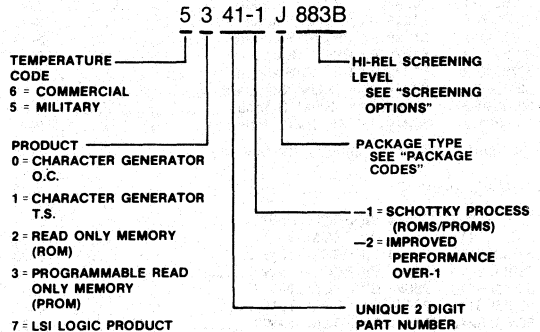 5 3 41-1 J 883B
TEMPERATURE
CODE
6 = COMMERCIAL
5 = MILITARY
PRODUCT
0 = CHARACTER GENERATOR
O.C.
1 = CHARACTER GENERATOR
T.S.
2 = READ ONLY MEMORY
(ROM)
3 = PROGRAMMABLE READ
ONLY MEMORY
(PROM)
7 = LSI LOGIC PRODUCT
HI-REL SCREENING
LEVEL
SEE "SCREENING
OPTIONS"
PACKAGE TYPE
SEE "PACKAGE
CODES"
—1 = SCHOTTKY PROCESS
(ROMS/PROMS)
—2 = IMPROVED
PERFORMANCE
OVER-1
UNIQUE 2 DIGIT
PART NUMBER